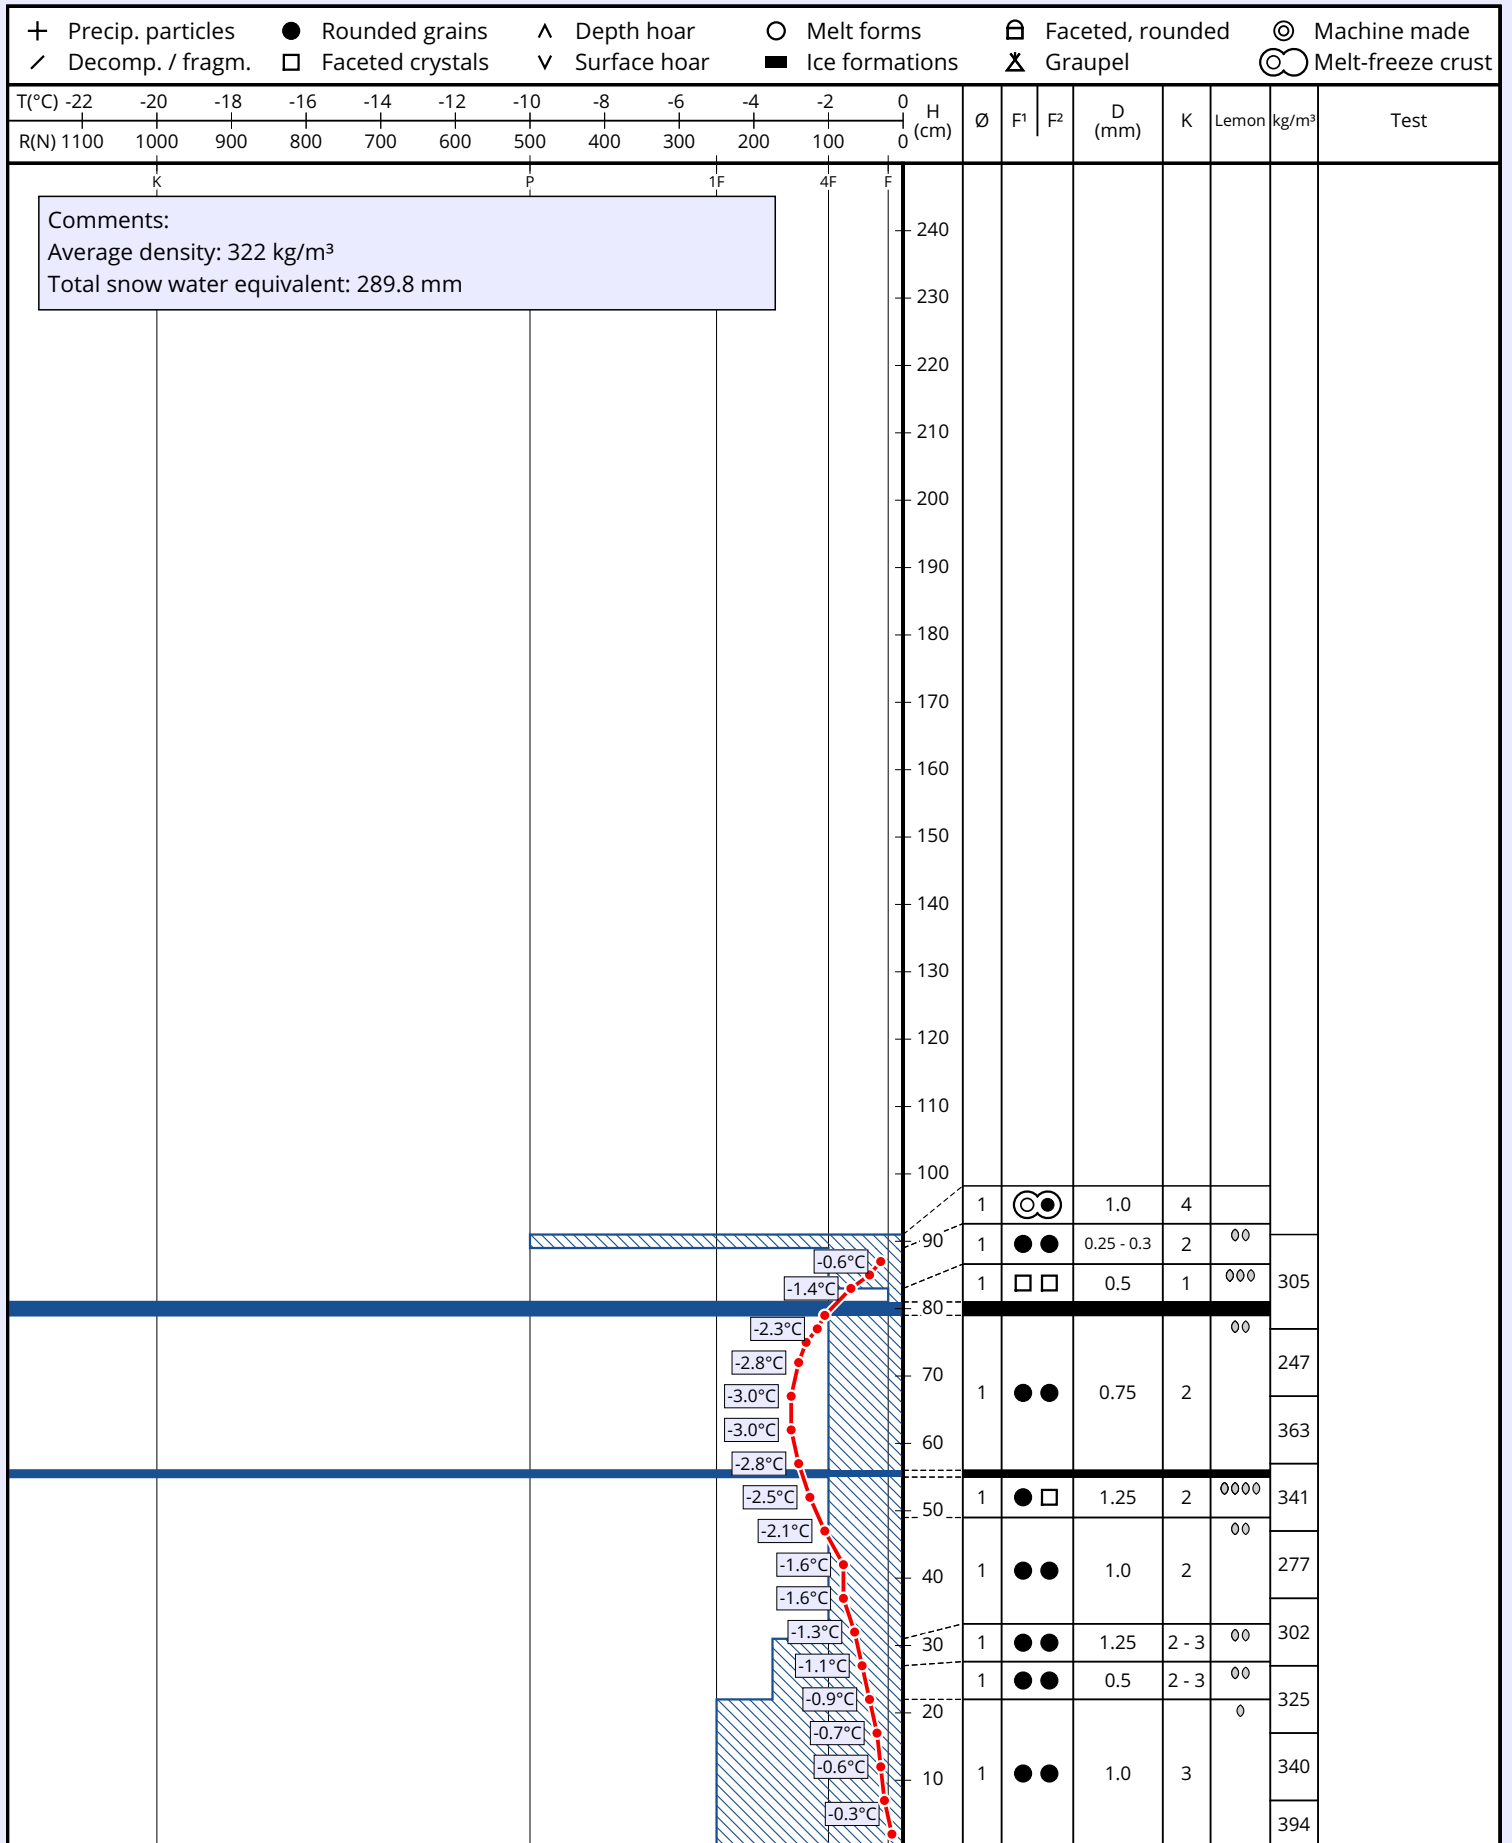 Precip. particles Rounded grains Depth hoar Melt forms Faceted, rounded Machine made
Decomp. / fragm. Faceted crystals Surface hoar Ice formations Graupel Melt-freeze crust
T(°C) -22 -20 -18 -16 -14 -12 -10 -8 -6 -4 -2 0
R(N) 1100 1000 900 800 700 600 500 400 300 200 100 0
H (cm) Ø F¹ F² D (mm) K Lemon kg/m³ Test
K P 1F 4F F
Comments:
Average density: 322 kg/m³
Total snow water equivalent: 289.8 mm
240
230
220
210
200
190
180
170
160
150
140
130
120
110
100
1 1.0 4
90 1 0.25 - 0.3 2
-0.6°C
-1.4°C 1 0.5 1 305
80
-2.3°C
-2.8°C 247
70
-3.0°C 1 0.75 2
-3.0°C 363
60
-2.8°C
-2.5°C 1 1.25 2 341
50
-2.1°C
-1.6°C 1 1.0 2 277
40
-1.6°C
-1.3°C 302
30 1 1.25 2 - 3
-1.1°C
1 0.5 2 - 3
-0.9°C 325
20
-0.7°C
-0.6°C 340
10 1 1.0 3
-0.3°C
394